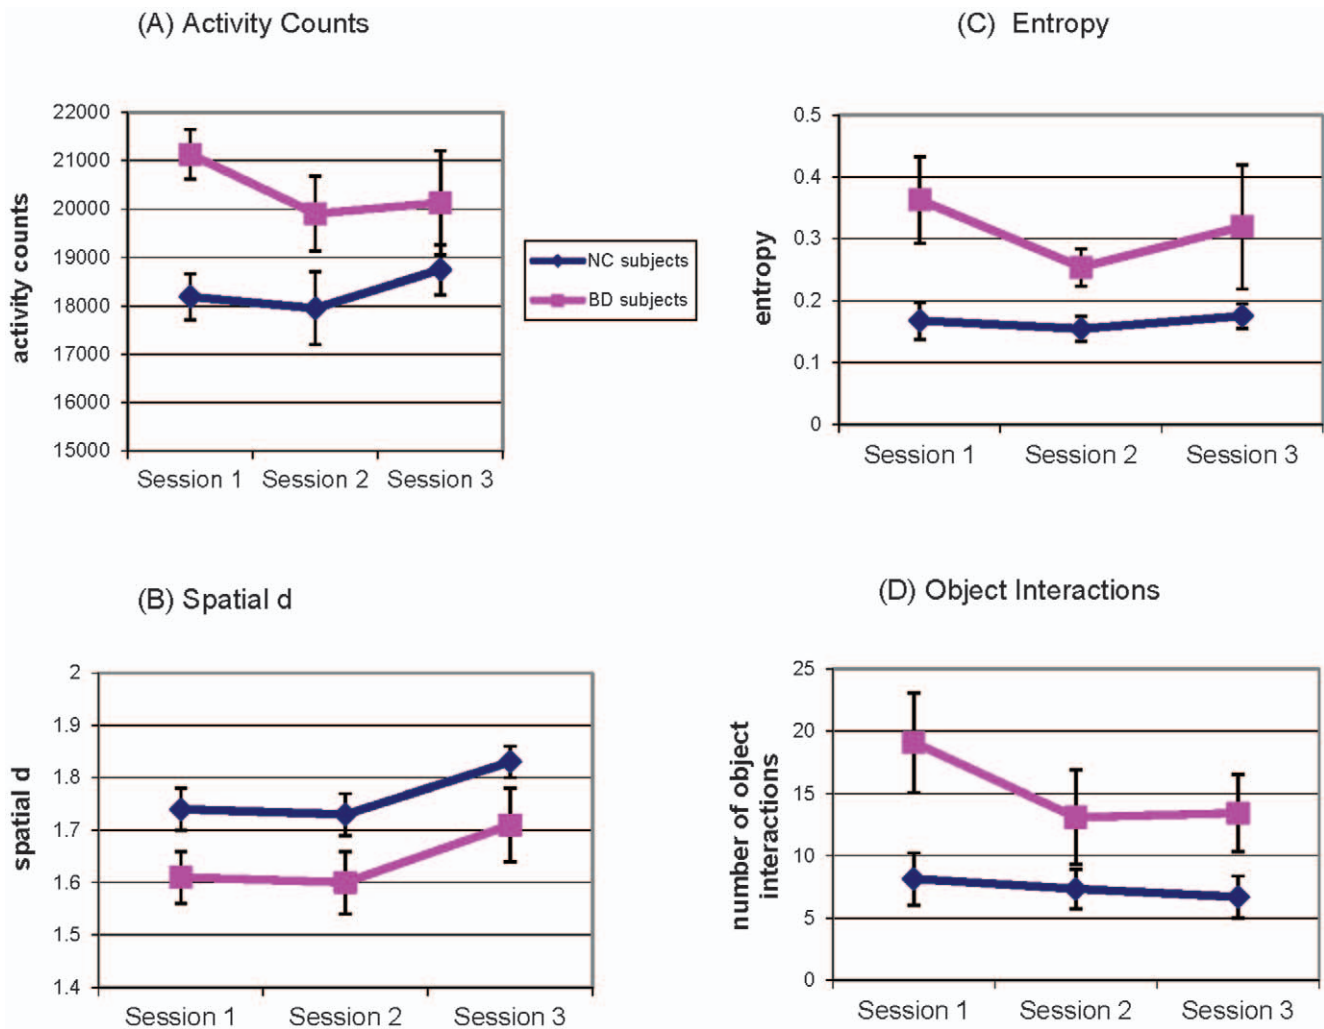 (A) Activity Counts
22000
21000
20000
19000
18000
17000
16000
15000
activity counts
Session 1 Session 2 Session 3
NC subjects
BD subjects
(C) Entropy
0.5
0.4
0.3
0.2
0.1
0
entropy
Session 1 Session 2 Session 3
(B) Spatial d
2
1.9
1.8
1.7
1.6
1.5
1.4
spatial d
Session 1 Session 2 Session 3
(D) Object Interactions
25
20
15
10
5
0
number of object
interactions
Session 1 Session 2 Session 3